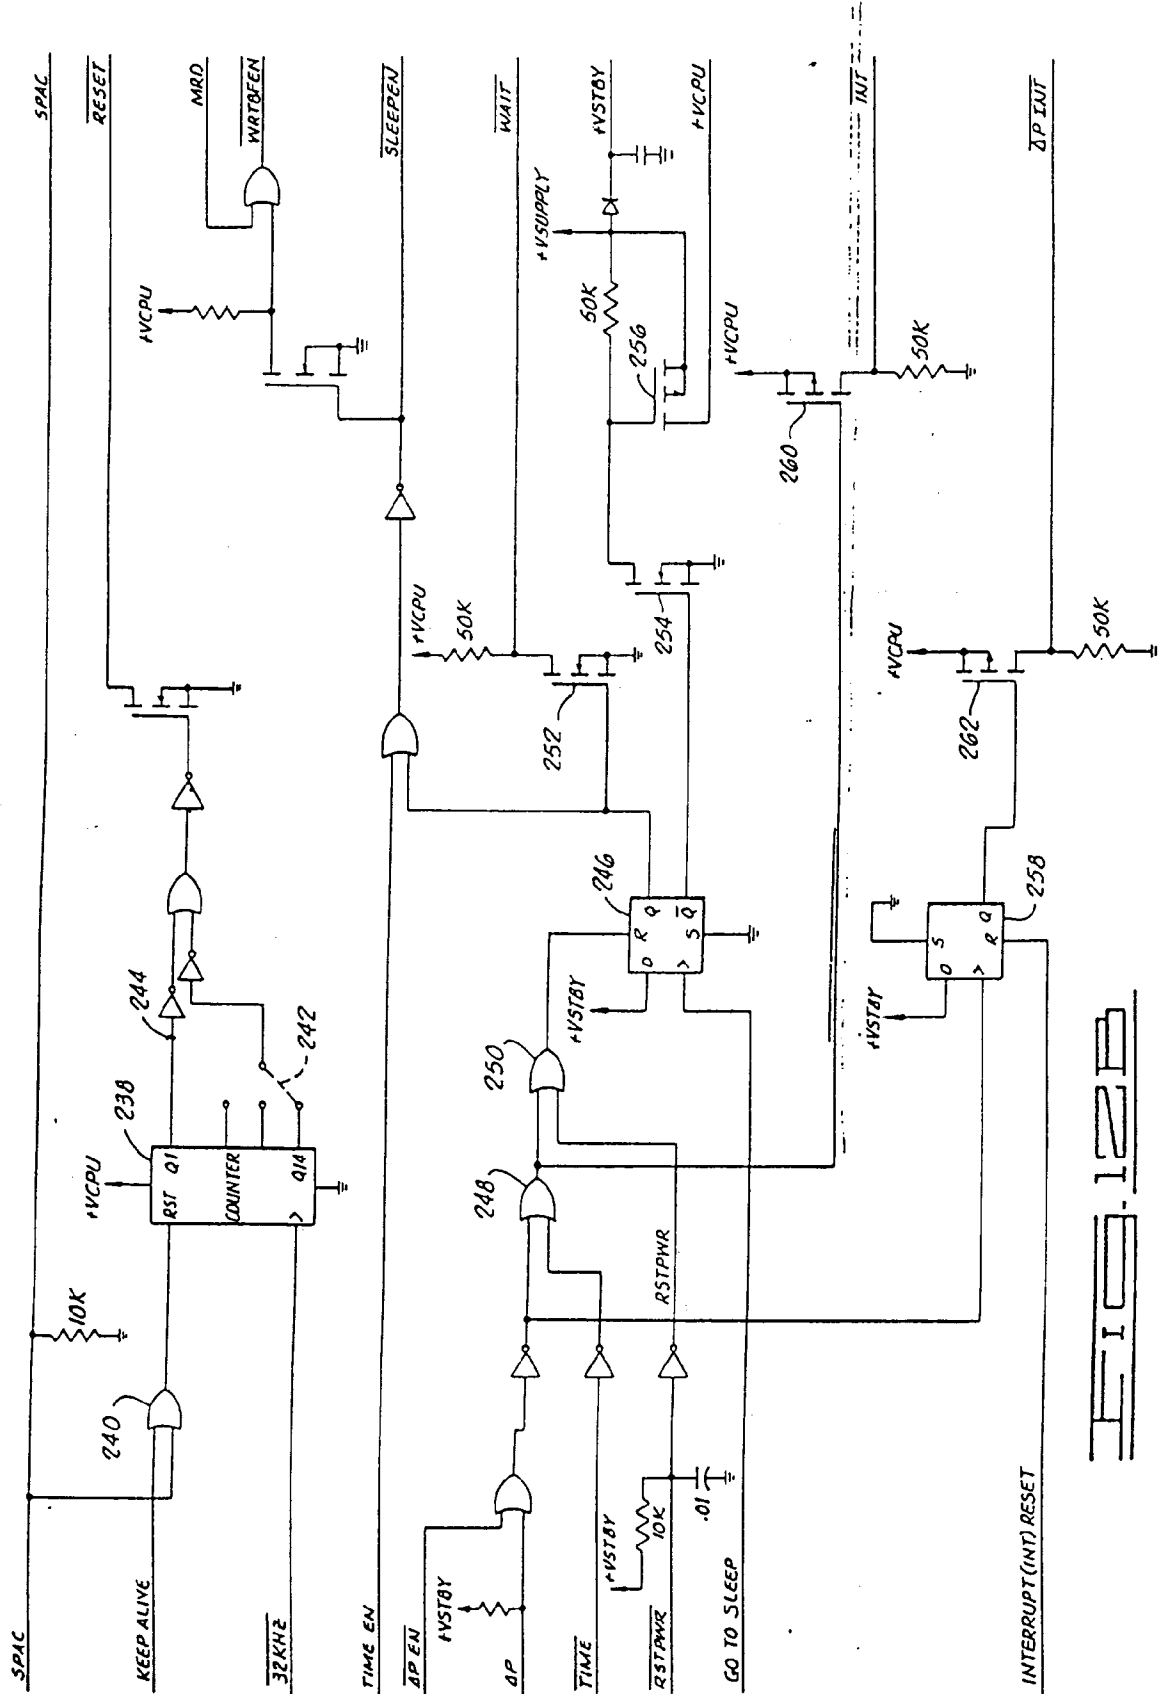 SPAC
SPAC
KEEP ALIVE
240
10K
+VCPU
238
RST Q1
COUNTER
> Q14
32KHZ
244
242
RESET
+VCPU
MRD
WRTBFEN
TIME EN
SLEEPEN
ΔP EN
+VSTBY
ΔP
TIME
+VSTBY
10K
.01
RSTPWR
RSTPWR
248
250
+VSTBY
D R Q
> S Q
246
GO TO SLEEP
+VCPU
50K
WAIT
252
254
50K
256
+VSUPPLY
+VSTBY
+VCPU
+VCPU
260
INT
50K
+VSTBY
D S
> R Q
258
INTERRUPT (INT) RESET
+VCPU
262
50K
ΔP INT
FIG.-12B